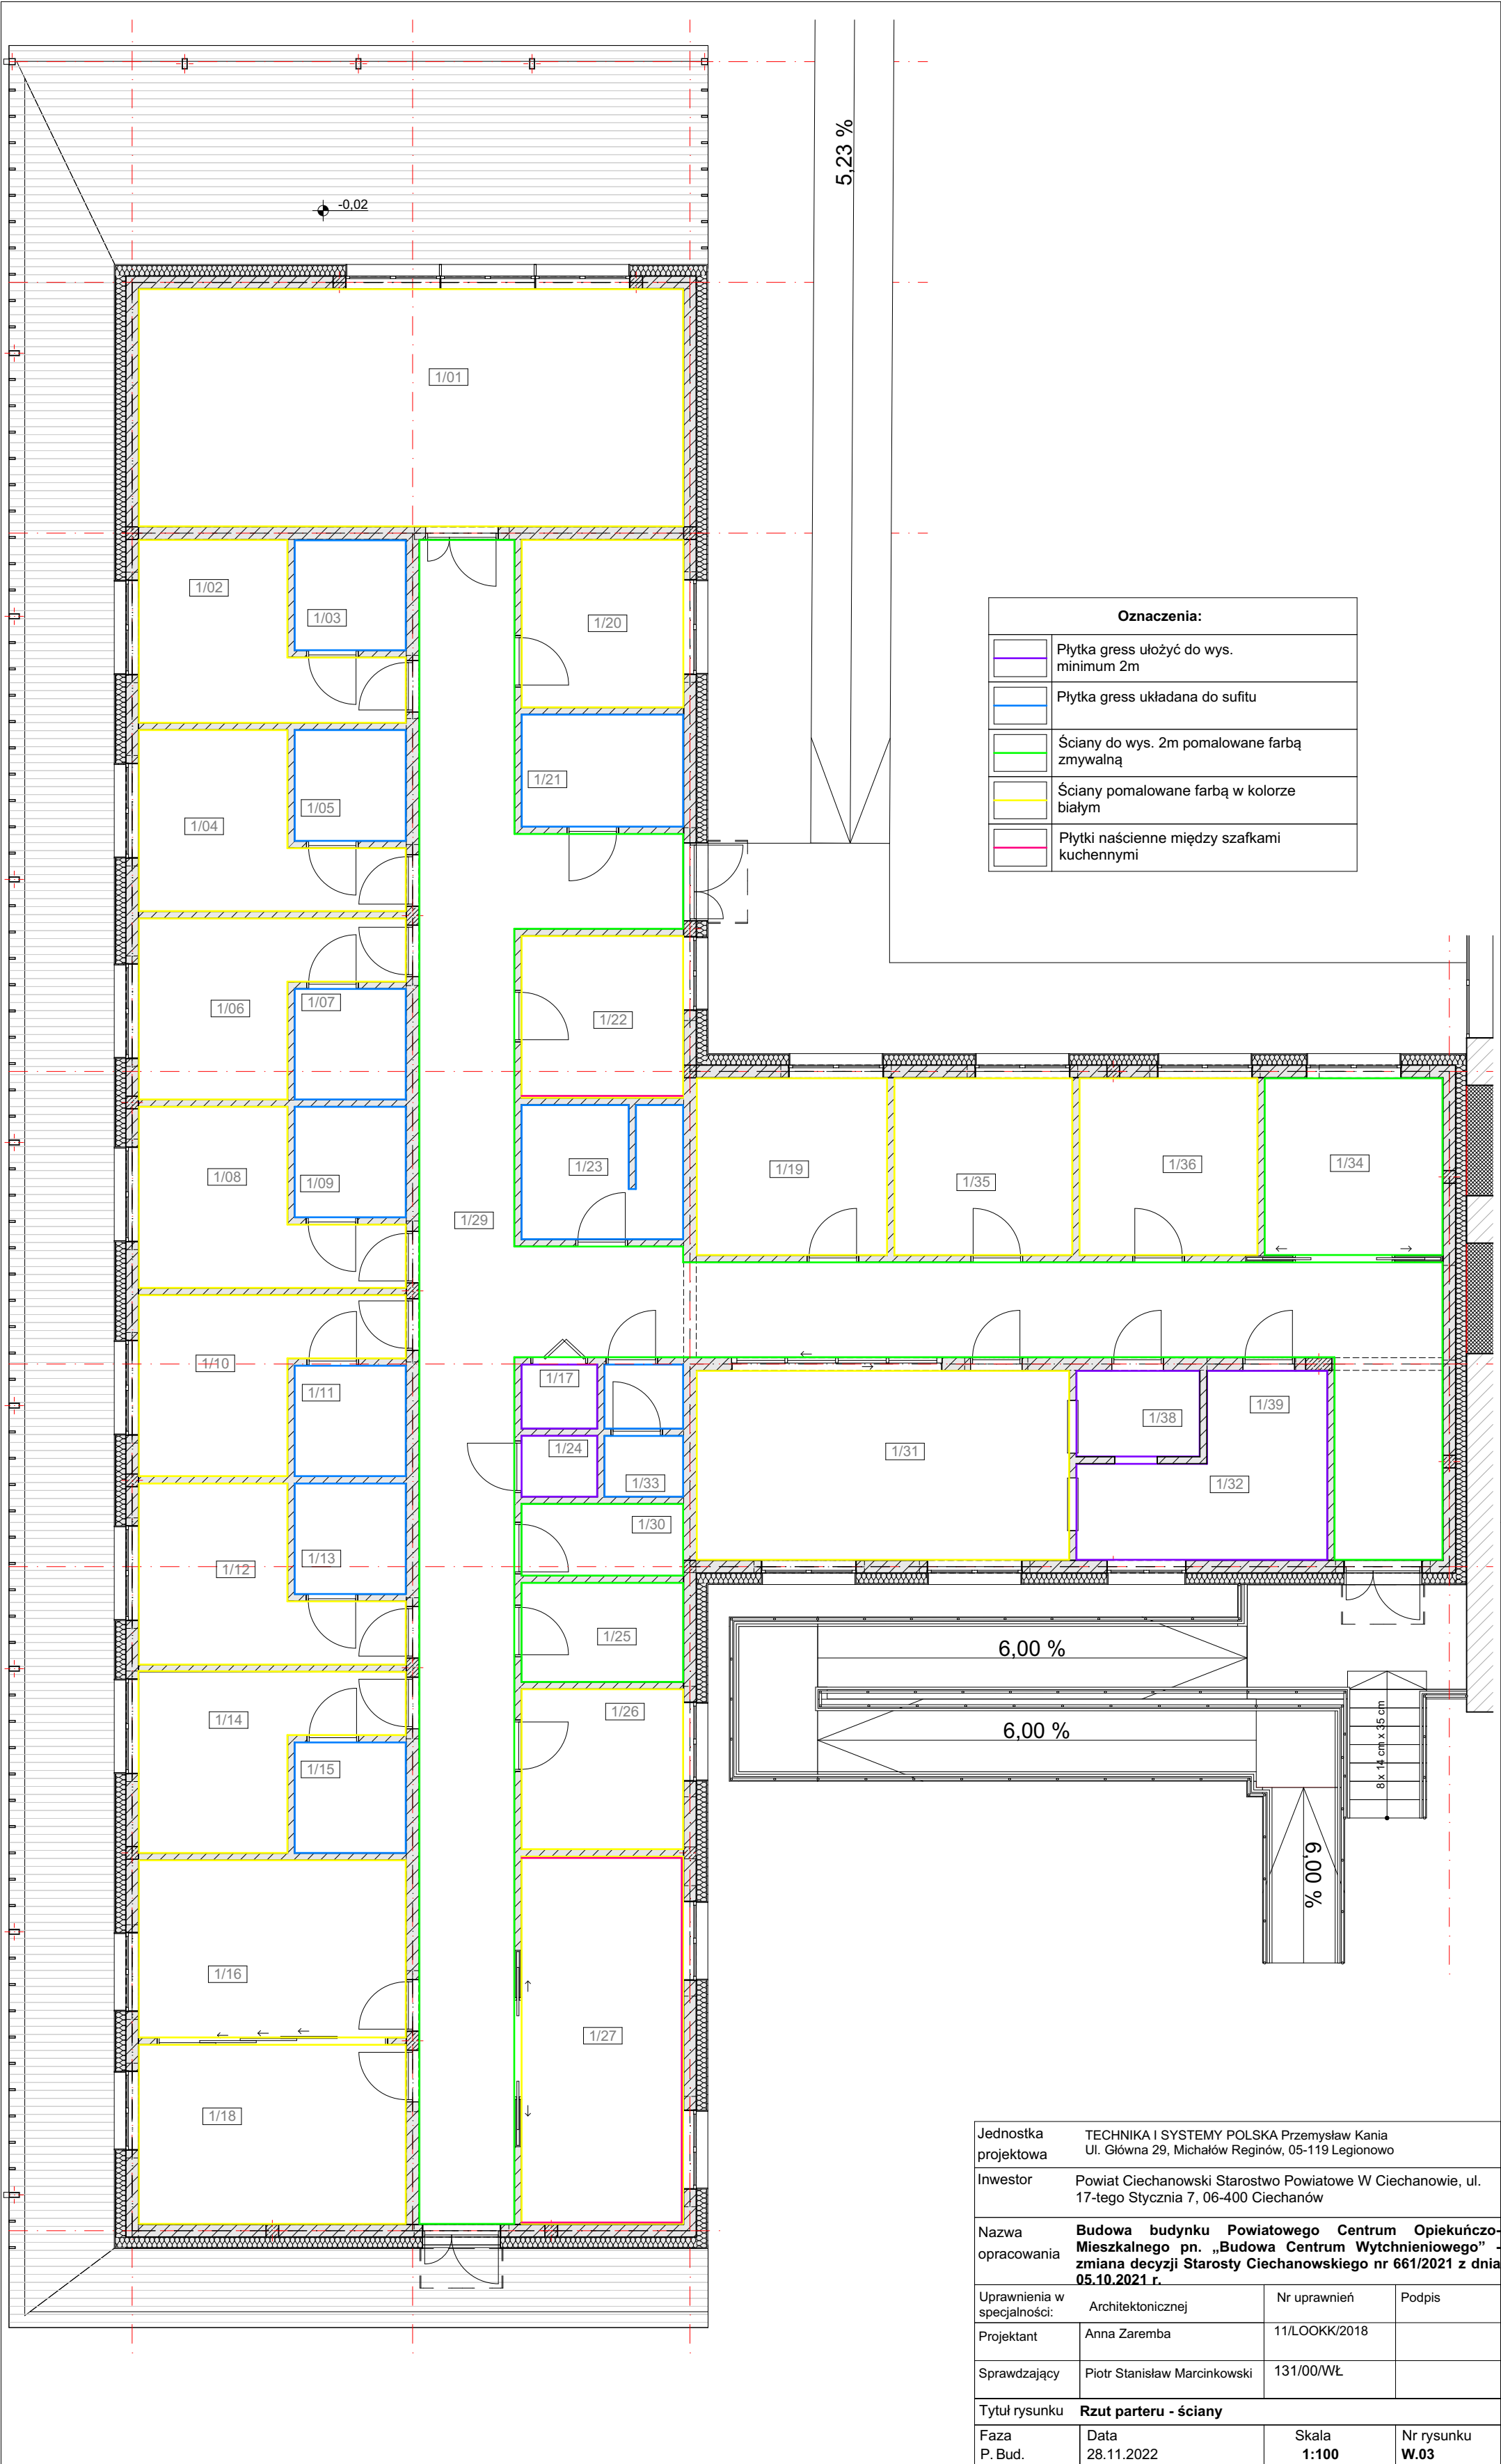 -0,02
5,23 %
1/01
1/02
1/03
1/20
Oznaczenia:
Płytka gress ułożyć do wys.
minimum 2m
Płytka gress układana do sufitu
Ściany do wys. 2m pomalowane farbą
zmywalną
Ściany pomalowane farbą w kolorze
białym
Płytki naścienne między szafkami
kuchennymi
1/21
1/05
1/04
1/06
1/07
1/22
1/08
1/09
1/23
1/19
1/35
1/36
1/34
1/29
1/10
1/11
1/17
1/24
1/33
1/38
1/39
1/31
1/32
1/30
1/12
1/13
1/25
6,00 %
1/14
1/26
6,00 %
8 x 14 cm x 35 cm
1/15
6,00 %
1/16
1/27
1/18
Jednostka
projektowa
TECHNIKA I SYSTEMY POLSKA Przemysław Kania
Ul. Główna 29, Michałów Reginów, 05-119 Legionowo
Inwestor
Powiat Ciechanowski Starostwo Powiatowe W Ciechanowie, ul.
17-tego Stycznia 7, 06-400 Ciechanów
Nazwa
opracowania
Budowa budynku Powiatowego Centrum Opiekuńczo-
Mieszkalnego pn. „Budowa Centrum Wytchnieniowego” -
zmiana decyzji Starosty Ciechanowskiego nr 661/2021 z dnia
05.10.2021 r.
Uprawnienia w
specjalności:
Architektonicznej
Nr uprawnień
Podpis
Projektant
Anna Zaremba
11/LOOKK/2018
Sprawdzający
Piotr Stanisław Marcinkowski
131/00/WŁ
Tytuł rysunku
Rzut parteru - ściany
Faza
P. Bud.
Data
28.11.2022
Skala
1:100
Nr rysunku
W.03